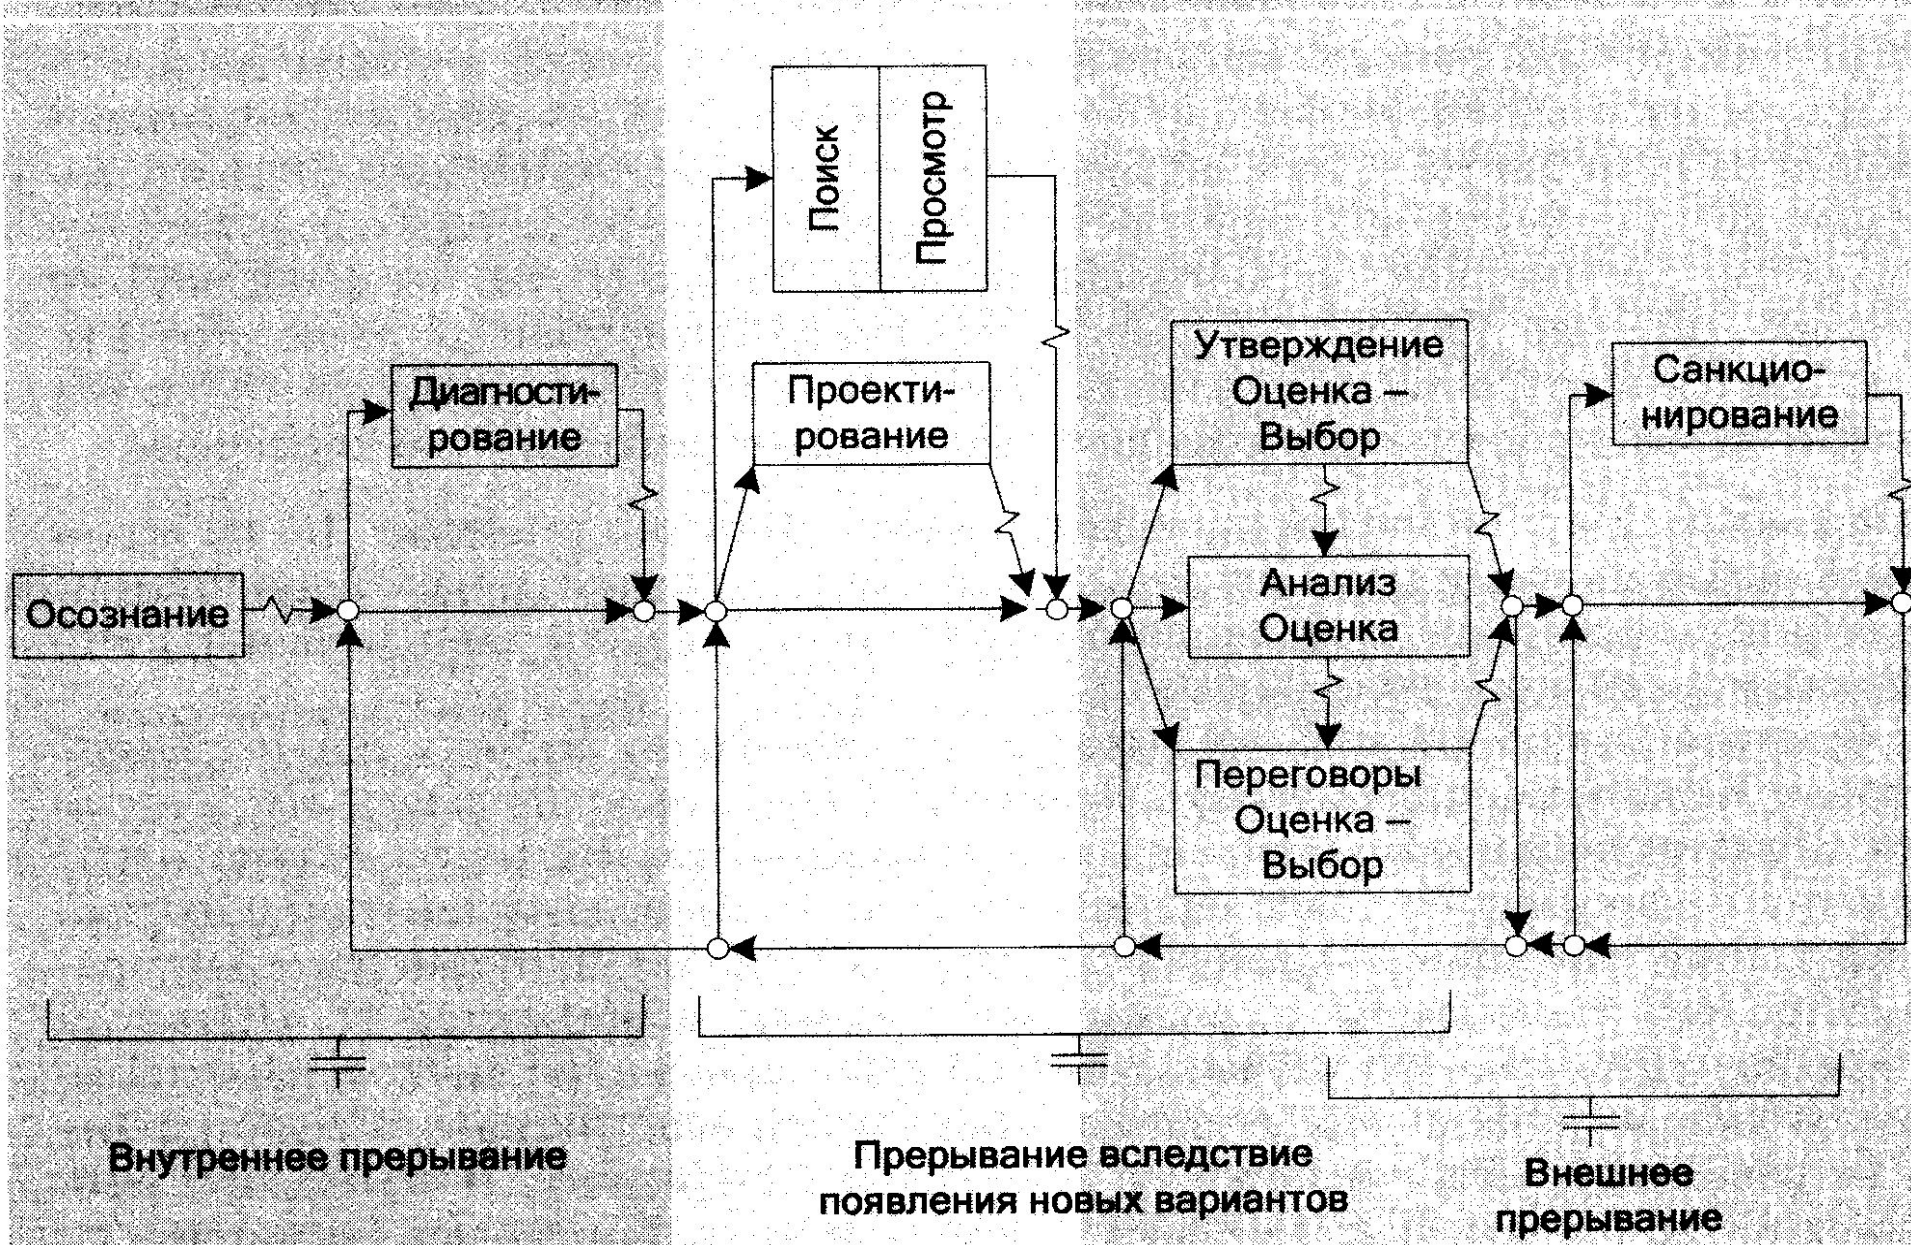 Поиск
Просмотр
Диагности-
рование
Проекти-
рование
Утверждение
Оценка –
Выбор
Санкцио-
нирование
Осознание
Анализ
Оценка
Переговоры
Оценка –
Выбор
Внутреннее прерывание
Прерывание вследствие
появления новых вариантов
Внешнее
прерывание